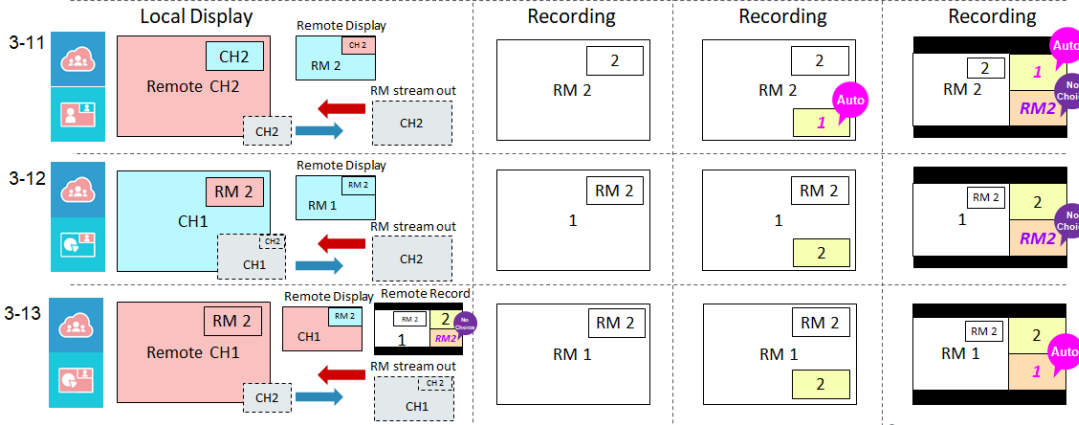 Local Display
Recording
Recording
Recording
3-11
CH2
Remote CH2
CH2
Remote Display
CH 2
RM 2
RM stream out
CH2
2
RM 2
2
RM 2
1
Auto
2
RM 2
1
RM2
Auto
No
Choice
3-12
RM 2
CH1
CH2
CH1
Remote Display
RM 2
RM 1
RM stream out
CH2
RM 2
1
RM 2
1
2
RM 2
1
2
RM2
No
Choice
3-13
RM 2
Remote CH1
CH2
Remote Display
RM 2
CH1
Remote Record
RM 2
1
2
RM2
No
Choice
RM stream out
CH 2
CH1
RM 2
RM 1
RM 2
RM 1
2
RM 2
RM 1
2
1
Auto